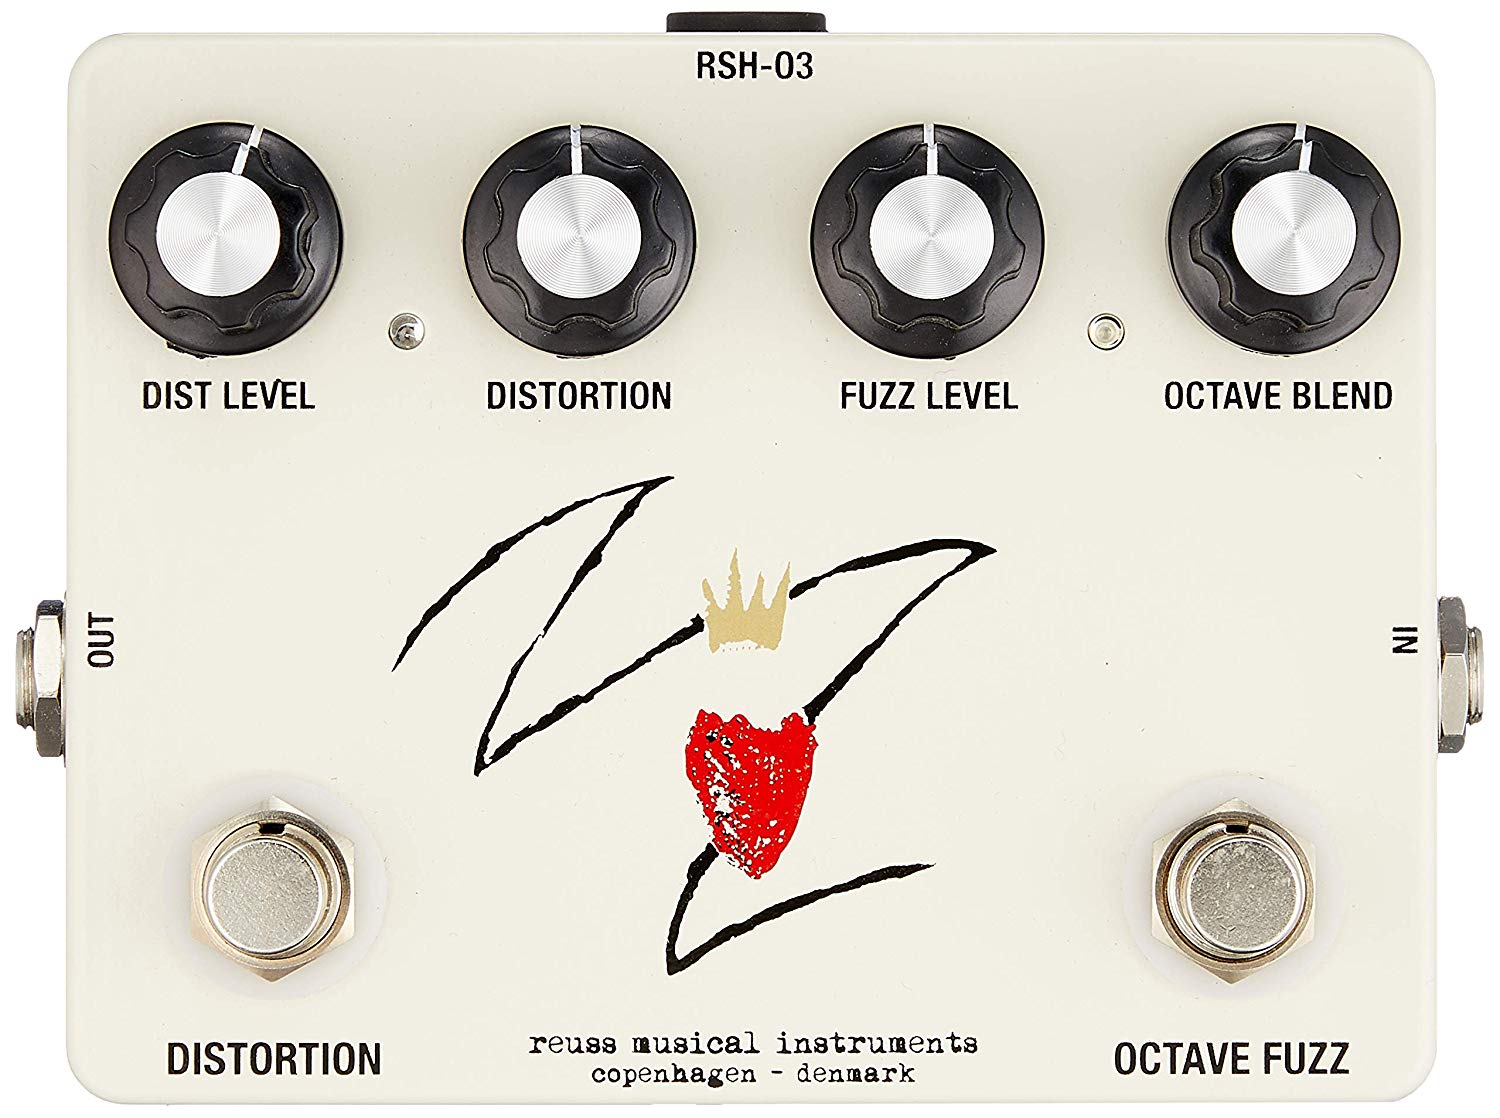 RSH-03
DIST LEVEL
DISTORTION
FUZZ LEVEL
OCTAVE BLEND
OUT
IN
DISTORTION
OCTAVE FUZZ
reuss musical instruments
copenhagen - denmark